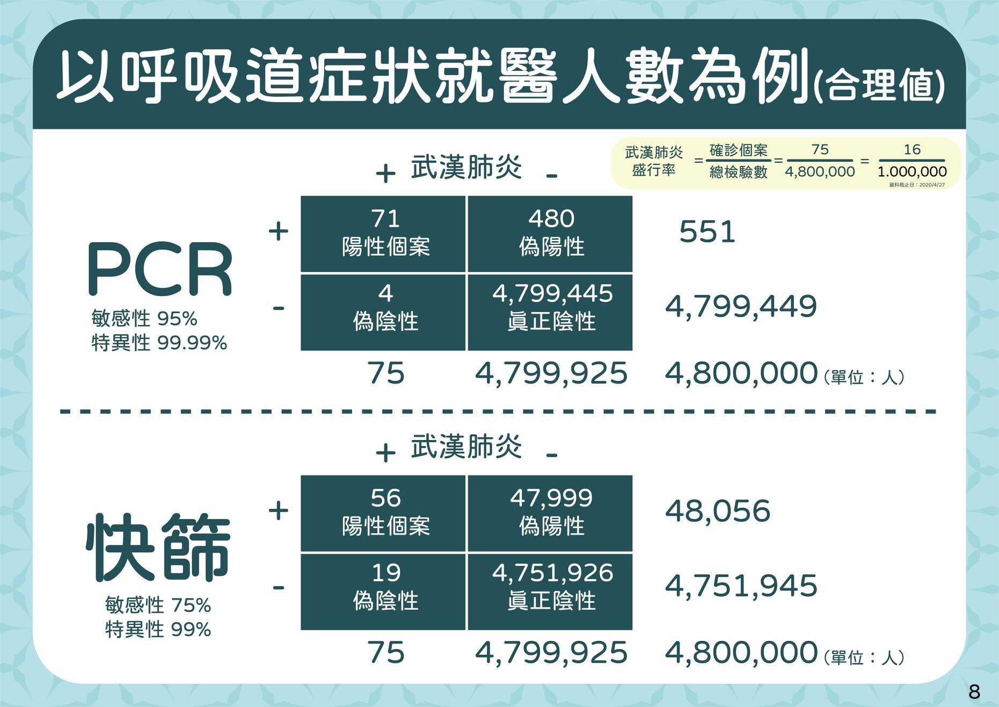 以呼吸道症狀就醫人數為例(合理値)
武漢肺炎盛行率 = 確診個案/總檢驗數 = 75/4,800,000 = 16/1.000,000
資料截止日：2020/4/27
+ 武漢肺炎 -
PCR
敏感性 95%
特異性 99.99%
+ 71 陽性個案 480 偽陽性 551
- 4 偽陰性 4,799,445 眞正陰性 4,799,449
75 4,799,925 4,800,000 (單位：人)
+ 武漢肺炎 -
快篩
敏感性 75%
特異性 99%
+ 56 陽性個案 47,999 偽陽性 48,056
- 19 偽陰性 4,751,926 眞正陰性 4,751,945
75 4,799,925 4,800,000 (單位：人)
8